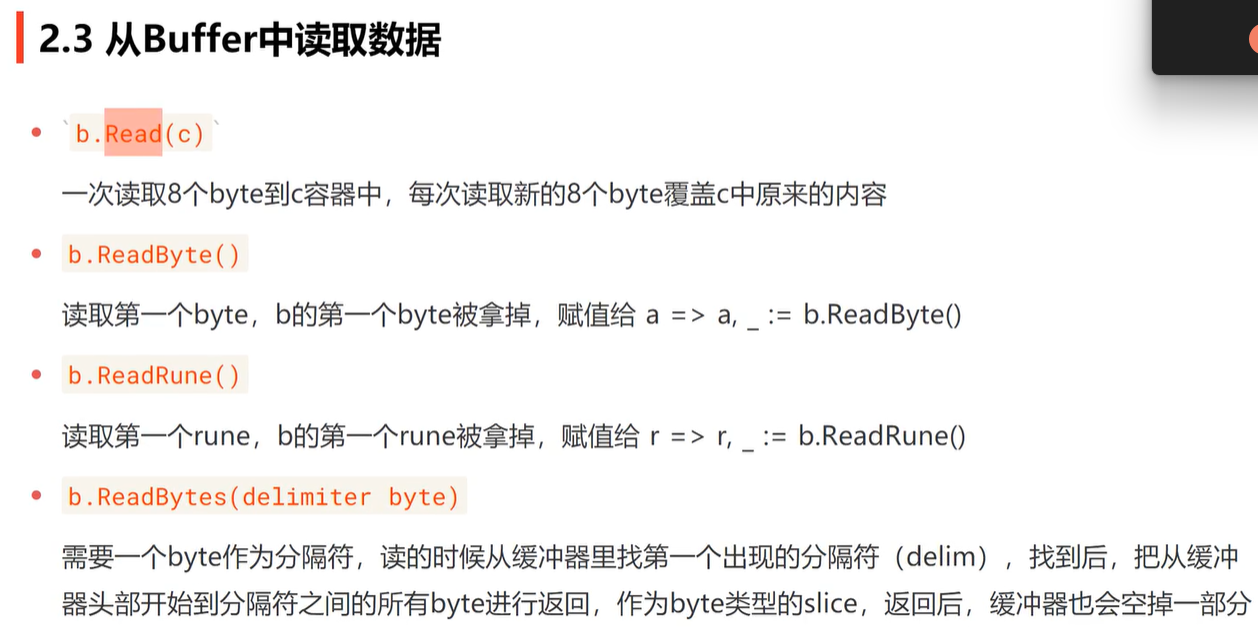 2.3 从Buffer中读取数据
`b.Read(c)`
一次读取8个byte到c容器中，每次读取新的8个byte覆盖c中原来的内容
b.ReadByte()
读取第一个byte，b的第一个byte被拿掉，赋值给 a => a, _ := b.ReadByte()
b.ReadRune()
读取第一个rune，b的第一个rune被拿掉，赋值给 r => r, _ := b.ReadRune()
b.ReadBytes(delimiter byte)
需要一个byte作为分隔符，读的时候从缓冲器里找第一个出现的分隔符（delim），找到后，把从缓冲
器头部开始到分隔符之间的所有byte进行返回，作为byte类型的slice，返回后，缓冲器也会空掉一部分